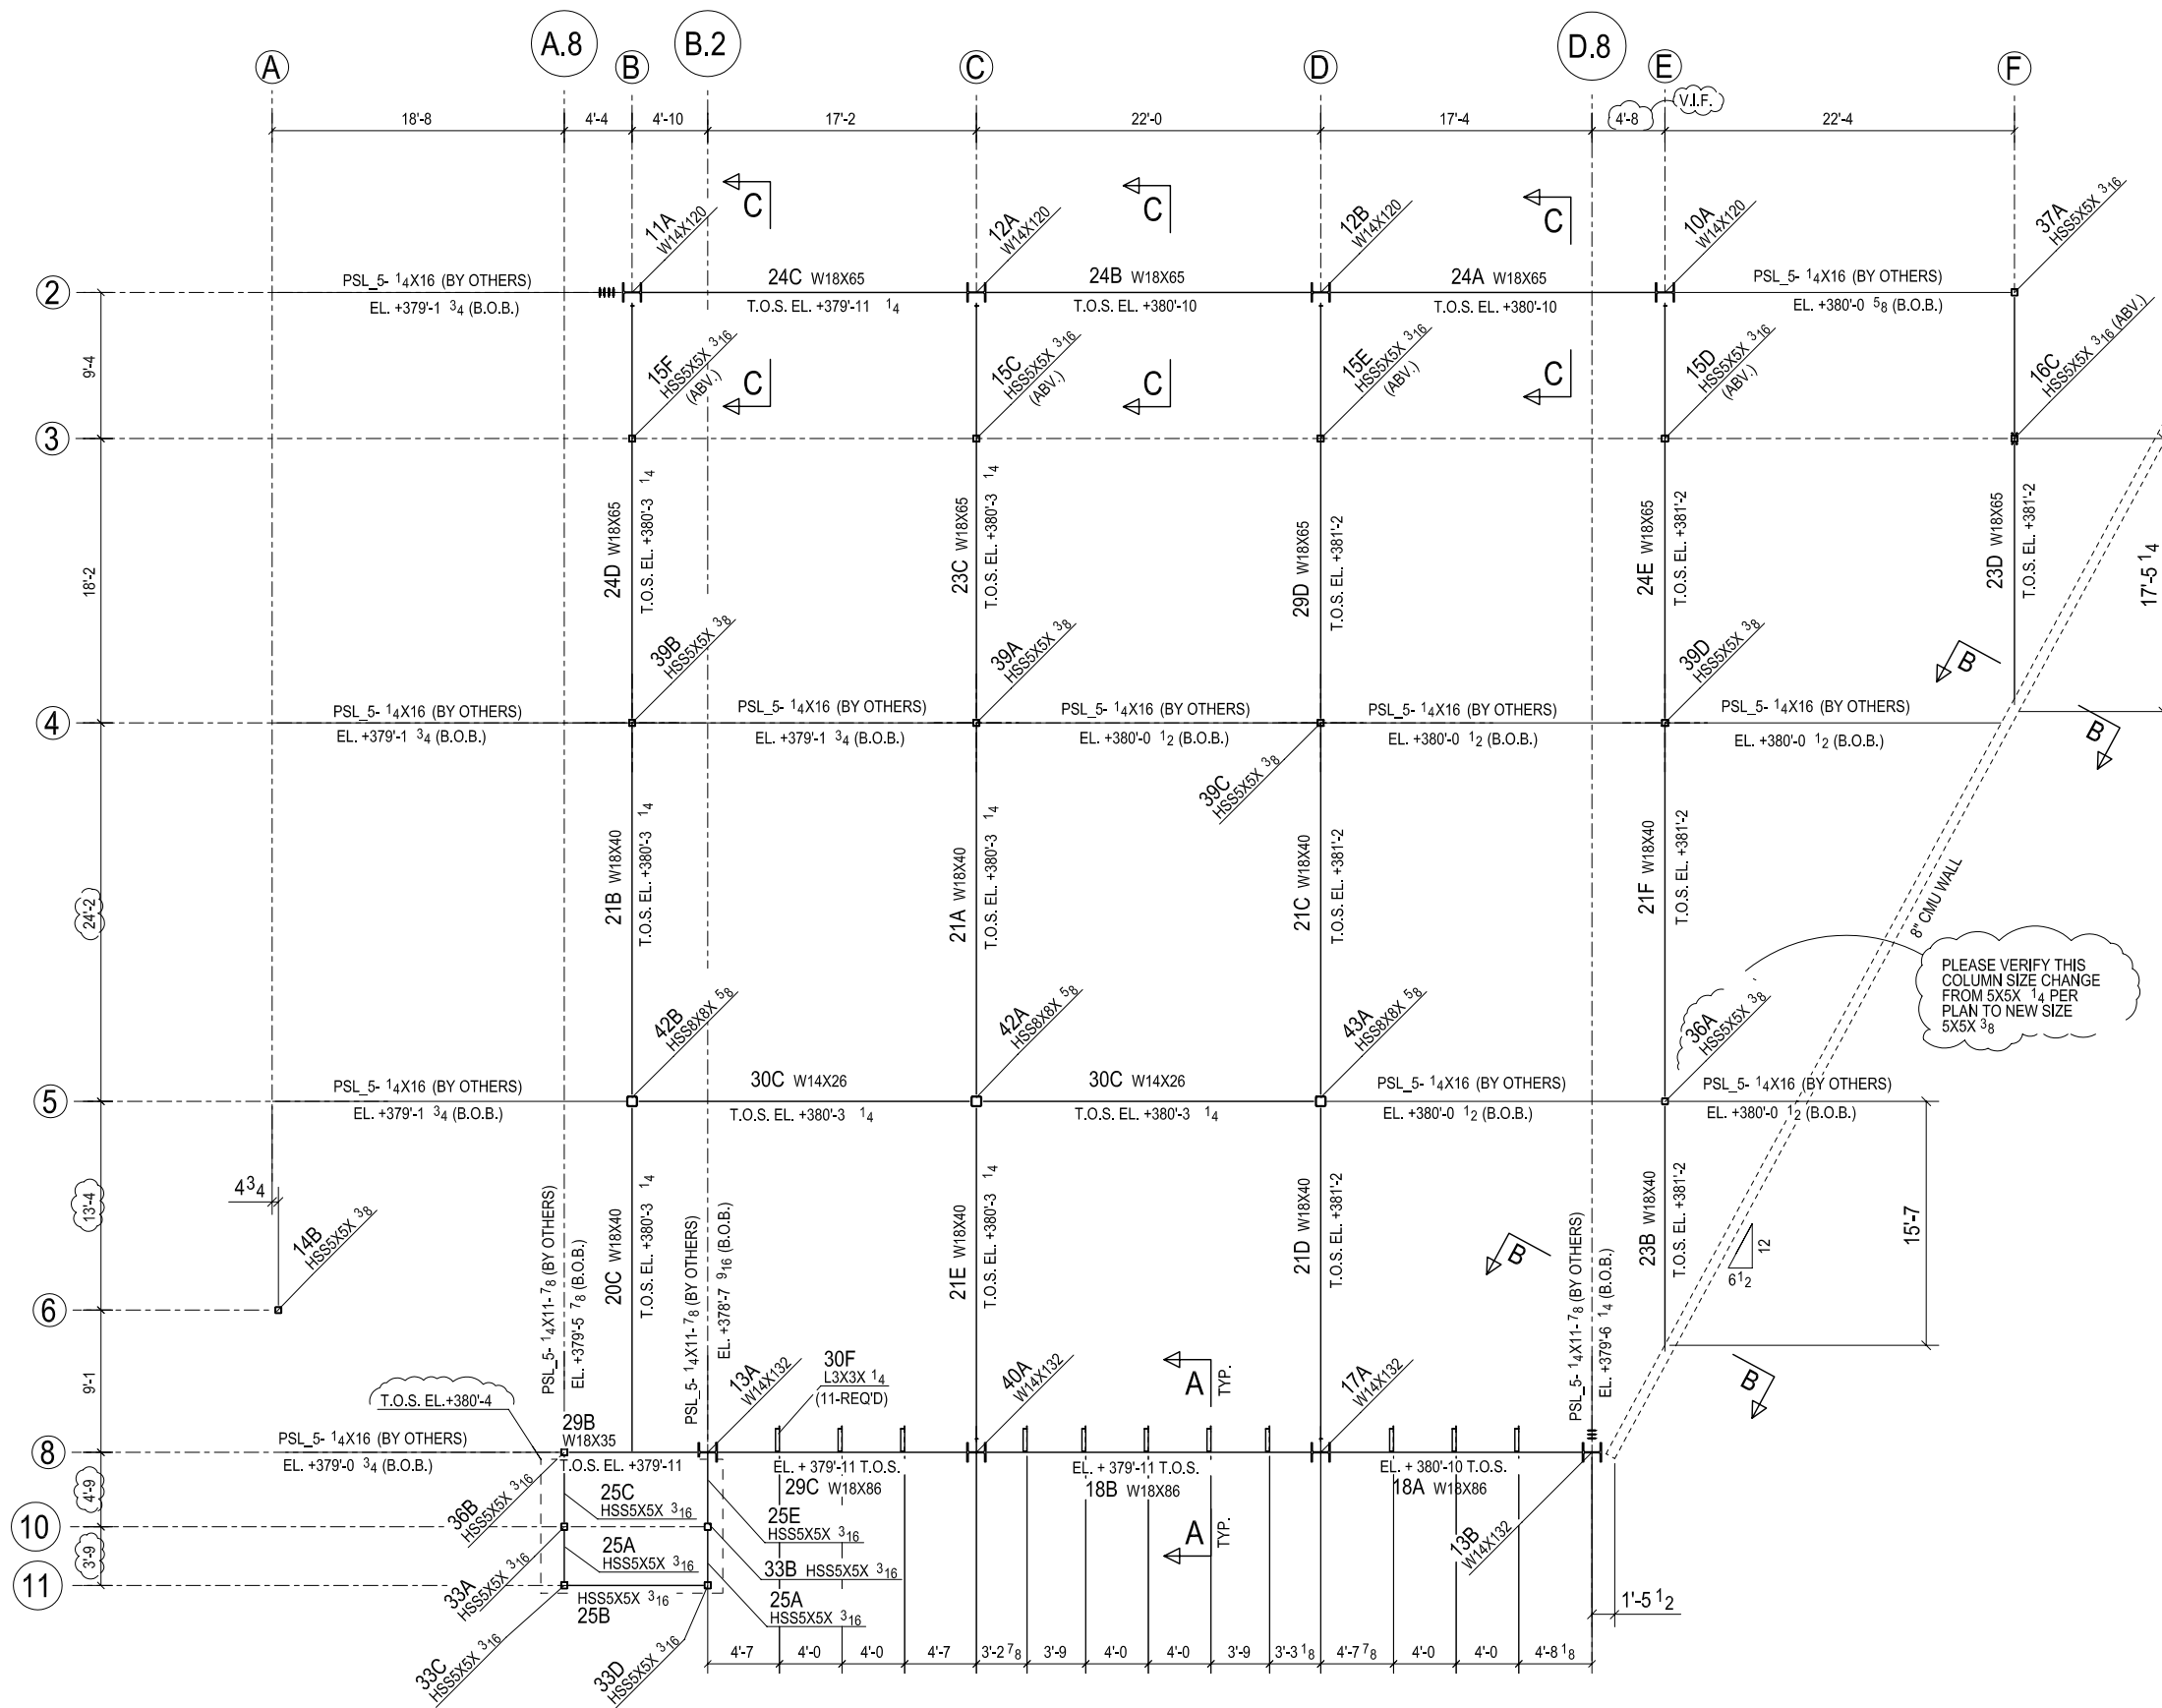 A
A.8
B
B.2
C
D
D.8
E
F
V.I.F.
18'-8
4'-4
4'-10
17'-2
22'-0
17'-4
4'-8
22'-4
C
C
C
11A
W14X120
12A
W14X120
12B
W14X120
10A
W14X120
37A
HSS5X5X 3/16
2
PSL_5- 1/4X16 (BY OTHERS)
EL. +379'-1 3/4 (B.O.B.)
24C W18X65
T.O.S. EL. +379'-11 1/4
24B W18X65
T.O.S. EL. +380'-10
24A W18X65
T.O.S. EL. +380'-10
PSL_5- 1/4X16 (BY OTHERS)
EL. +380'-0 5/8 (B.O.B.)
9'-4
15F
HSS5X5X 3/16
(ABV.)
C
15C
HSS5X5X 3/16
(ABV.)
C
15E
HSS5X5X 3/16
(ABV.)
C
15D
HSS5X5X 3/16
(ABV.)
16C
HSS5X5X 3/16 (ABV.)
3
18'-2
24D W18X65
T.O.S. EL. +380'-3 1/4
23C W18X65
T.O.S. EL. +380'-3 1/4
29D W18X65
T.O.S. EL. +381'-2
24E W18X65
T.O.S. EL. +381'-2
23D W18X65
T.O.S. EL. +381'-2
17'-5 1/4
39B
HSS5X5X 3/8
39A
HSS5X5X 3/8
39D
HSS5X5X 3/8
B
B
4
PSL_5- 1/4X16 (BY OTHERS)
EL. +379'-1 3/4 (B.O.B.)
PSL_5- 1/4X16 (BY OTHERS)
EL. +379'-1 3/4 (B.O.B.)
PSL_5- 1/4X16 (BY OTHERS)
EL. +380'-0 1/2 (B.O.B.)
PSL_5- 1/4X16 (BY OTHERS)
EL. +380'-0 1/2 (B.O.B.)
PSL_5- 1/4X16 (BY OTHERS)
EL. +380'-0 1/2 (B.O.B.)
39C
HSS5X5X 3/8
24'-2
21B W18X40
T.O.S. EL. +380'-3 1/4
21A W18X40
T.O.S. EL. +380'-3 1/4
21C W18X40
T.O.S. EL. +381'-2
21F W18X40
T.O.S. EL. +381'-2
8" CMU WALL
PLEASE VERIFY THIS
COLUMN SIZE CHANGE
FROM 5X5X 1/4 PER
PLAN TO NEW SIZE
5X5X 3/8
42B
HSS8X8X 5/8
42A
HSS8X8X 5/8
43A
HSS8X8X 5/8
36A
HSS5X5X 3/8
5
PSL_5- 1/4X16 (BY OTHERS)
EL. +379'-1 3/4 (B.O.B.)
30C W14X26
T.O.S. EL. +380'-3 1/4
30C W14X26
T.O.S. EL. +380'-3 1/4
PSL_5- 1/4X16 (BY OTHERS)
EL. +380'-0 1/2 (B.O.B.)
PSL_5- 1/4X16 (BY OTHERS)
EL. +380'-0 1/2 (B.O.B.)
13'-4
4 3/4
14B
HSS5X5X 3/8
PSL_5- 1/4X11- 7/8 (BY OTHERS)
EL. +379'-5 7/8 (B.O.B.)
20C W18X40
T.O.S. EL. +380'-3 1/4
PSL_5- 1/4X11- 7/8 (BY OTHERS)
EL. +378'-7 9/16 (B.O.B.)
21E W18X40
T.O.S. EL. +380'-3 1/4
21D W18X40
T.O.S. EL. +381'-2
B
PSL_5- 1/4X11- 7/8 (BY OTHERS)
EL. +379'-6 1/4 (B.O.B.)
23B W18X40
T.O.S. EL. +381'-2
12
6 1/2
15'-7
6
9'-1
T.O.S. EL.+380'-4
13A
W14X132
30F
L3X3X 1/4
(11-REQ'D)
40A
W14X132
A
TYP.
17A
W14X132
B
8
PSL_5- 1/4X16 (BY OTHERS)
EL. +379'-0 3/4 (B.O.B.)
29B
W18X35
T.O.S. EL. +379'-11
EL. + 379'-11 T.O.S.
29C W18X86
EL. + 379'-11 T.O.S.
18B W18X86
EL. + 380'-10 T.O.S.
18A W18X86
4'-9
36B
HSS5X5X 3/16
25C
HSS5X5X 3/16
25E
HSS5X5X 3/16
A
TYP.
13B
W14X132
10
3'-9
33A
HSS5X5X 3/16
25A
HSS5X5X 3/16
33B HSS5X5X 3/16
11
HSS5X5X 3/16
25B
25A
HSS5X5X 3/16
1'-5 1/2
33C
HSS5X5X 3/16
33D
HSS5X5X 3/16
4'-7
4'-0
4'-0
4'-7
3'-2 7/8
3'-9
4'-0
4'-0
3'-9
3'-3 1/8
4'-7 7/8
4'-0
4'-0
4'-8 1/8